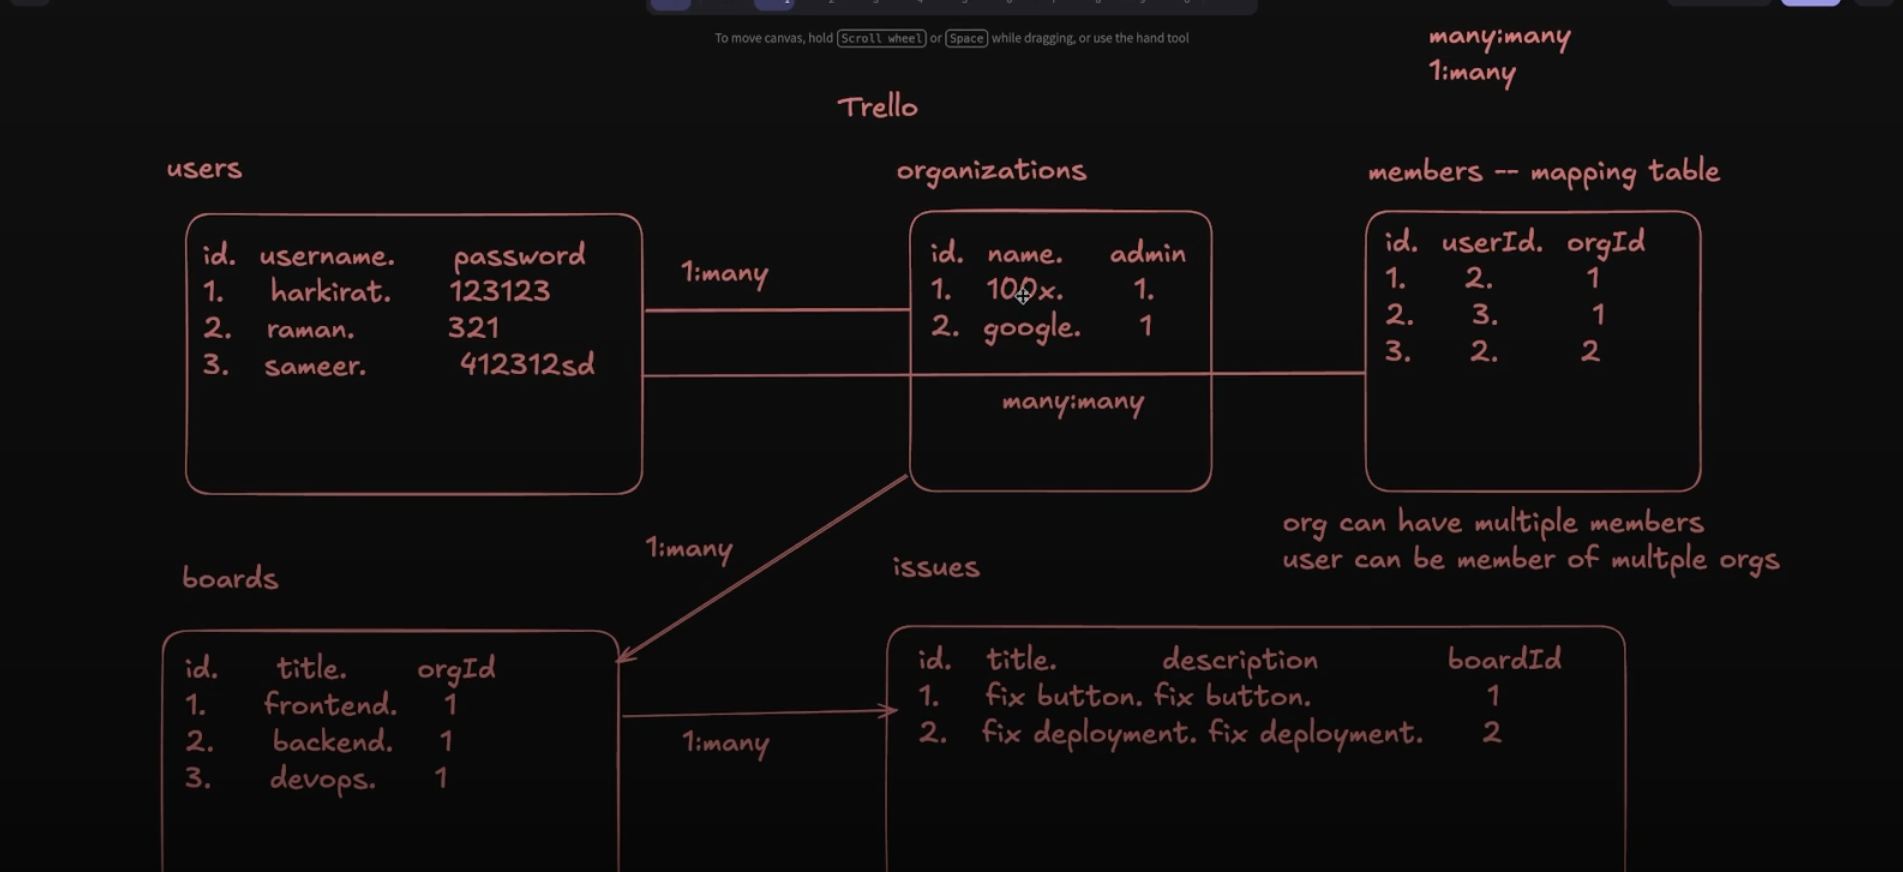 To move canvas, hold Scroll wheel or Space while dragging, or use the hand tool
many:many
1:many
Trello
users
organizations
members -- mapping table
id. username. password
1. harkirat. 123123
2. raman. 321
3. sameer. 412312sd
1:many
id. name. admin
1. 100x. 1.
2. google. 1
many:many
id. userId. orgId
1. 2. 1
2. 3. 1
3. 2. 2
org can have multiple members
user can be member of multple orgs
1:many
boards
issues
id. title. orgId
1. frontend. 1
2. backend. 1
3. devops. 1
1:many
id. title. description boardId
1. fix button. fix button. 1
2. fix deployment. fix deployment. 2